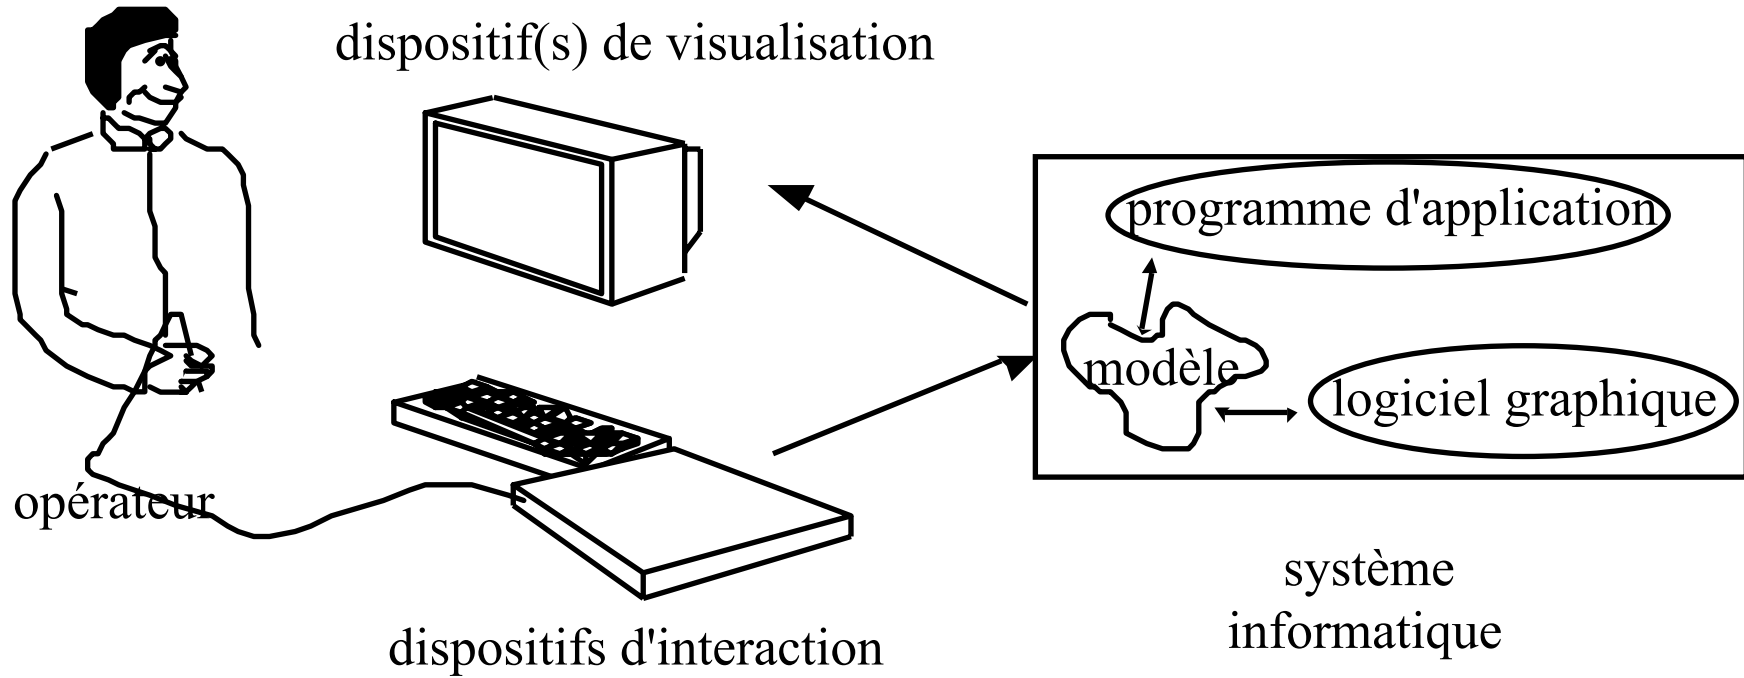 dispositif(s) de visualisation
programme d'application
modèle
logiciel graphique
opérateur
système
informatique
dispositifs d'interaction